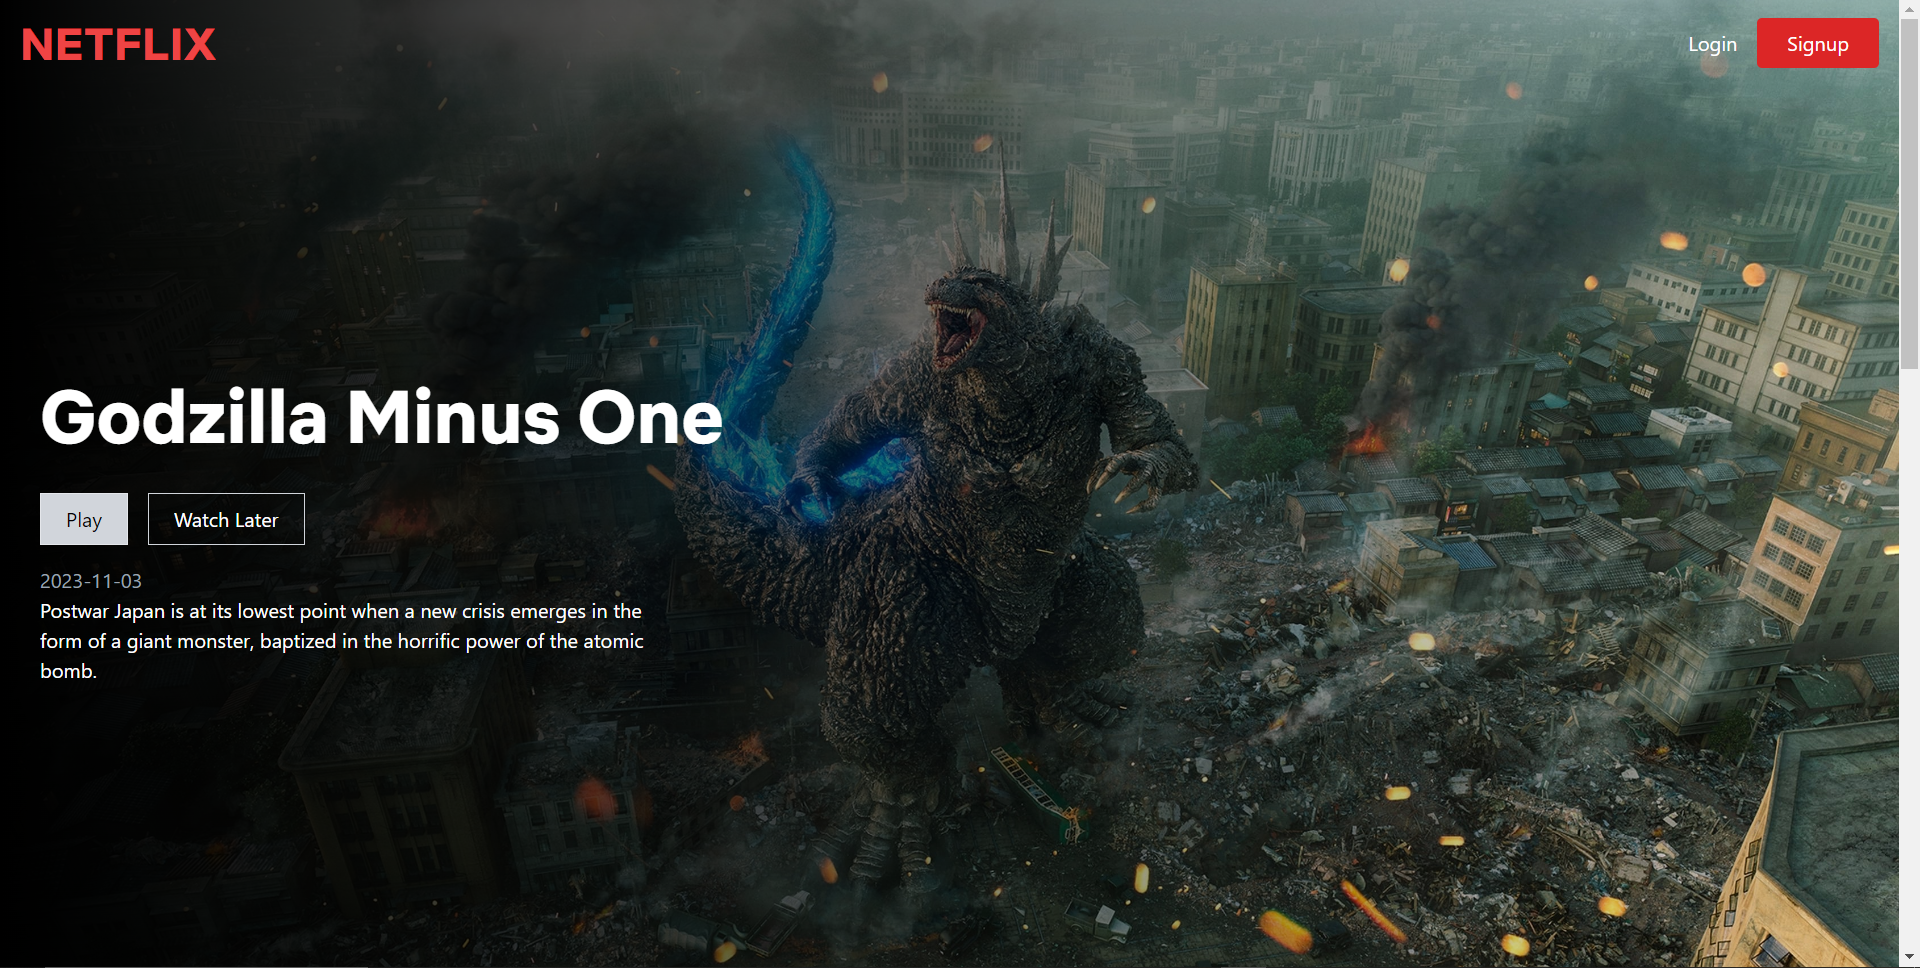 NETFLIX
Login
Signup
Godzilla Minus One
Play
Watch Later
2023-11-03
Postwar Japan is at its lowest point when a new crisis emerges in the
form of a giant monster, baptized in the horrific power of the atomic
bomb.